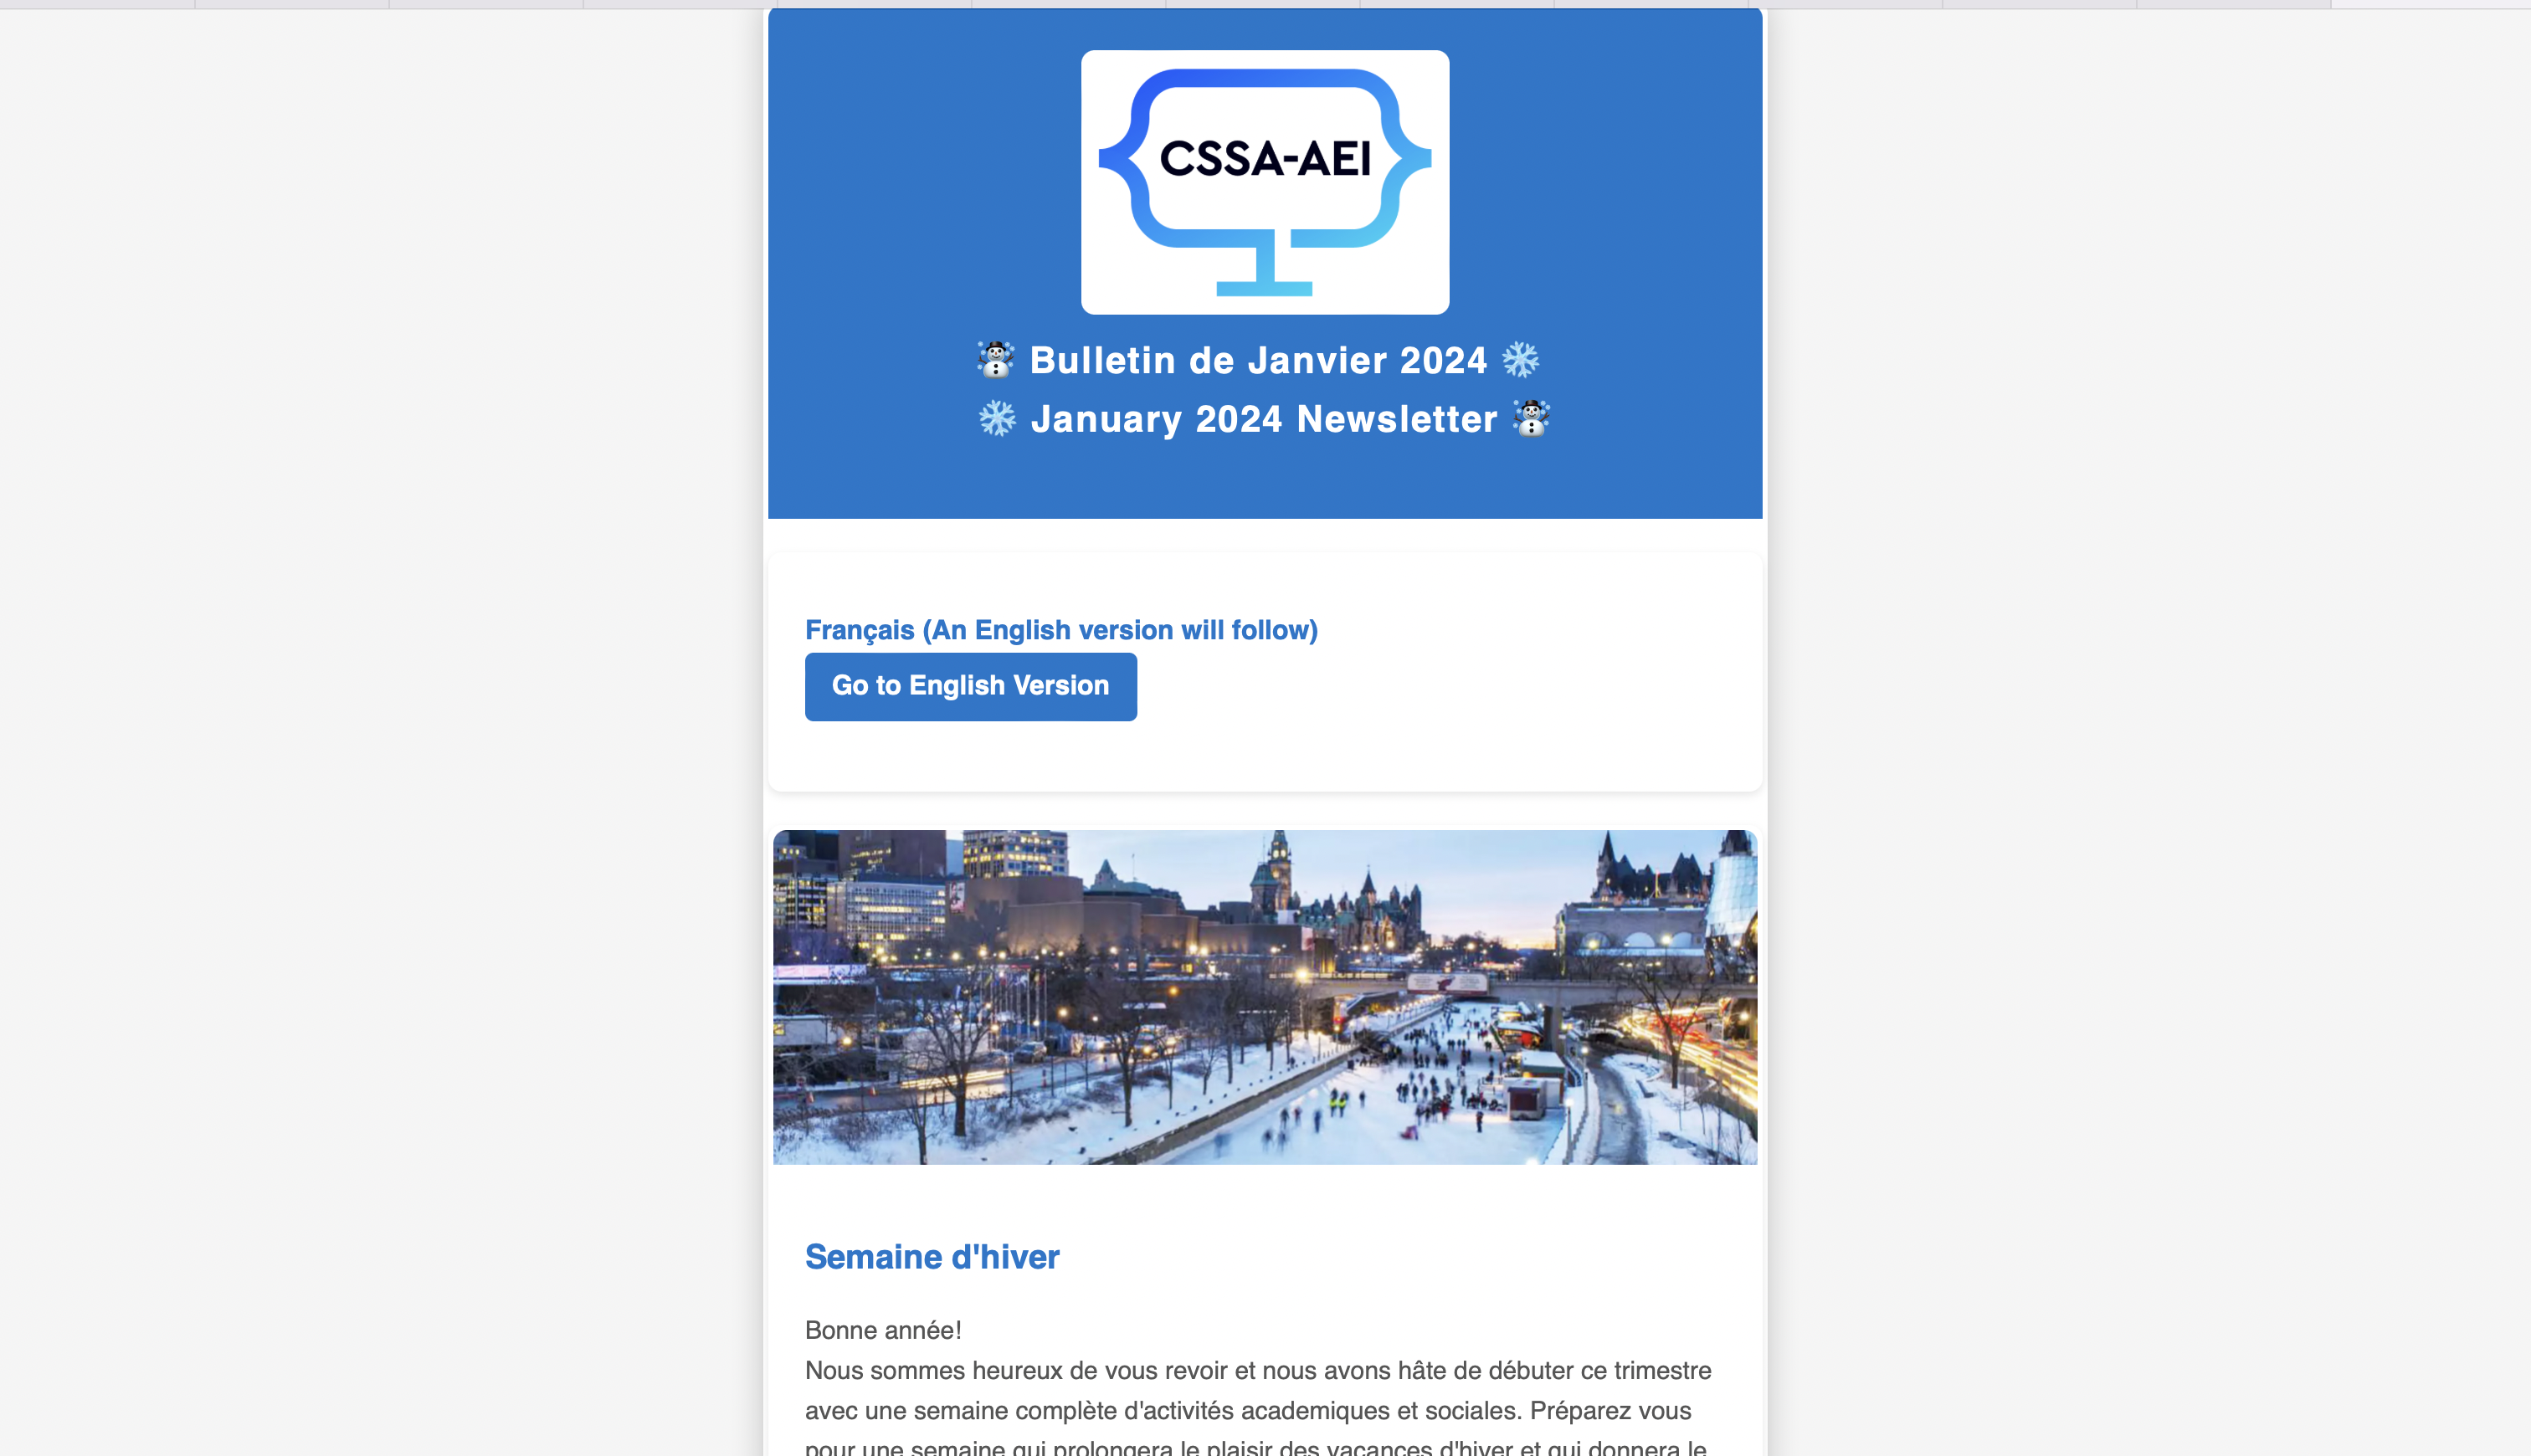 CSSA-AEI
Bulletin de Janvier 2024
January 2024 Newsletter
Français (An English version will follow)
Go to English Version
Semaine d'hiver
Bonne année!
Nous sommes heureux de vous revoir et nous avons hâte de débuter ce trimestre
avec une semaine complète d'activités academiques et sociales. Préparez vous
pour une semaine qui prolongera le plaisir des vacances d'hiver et qui donnera le